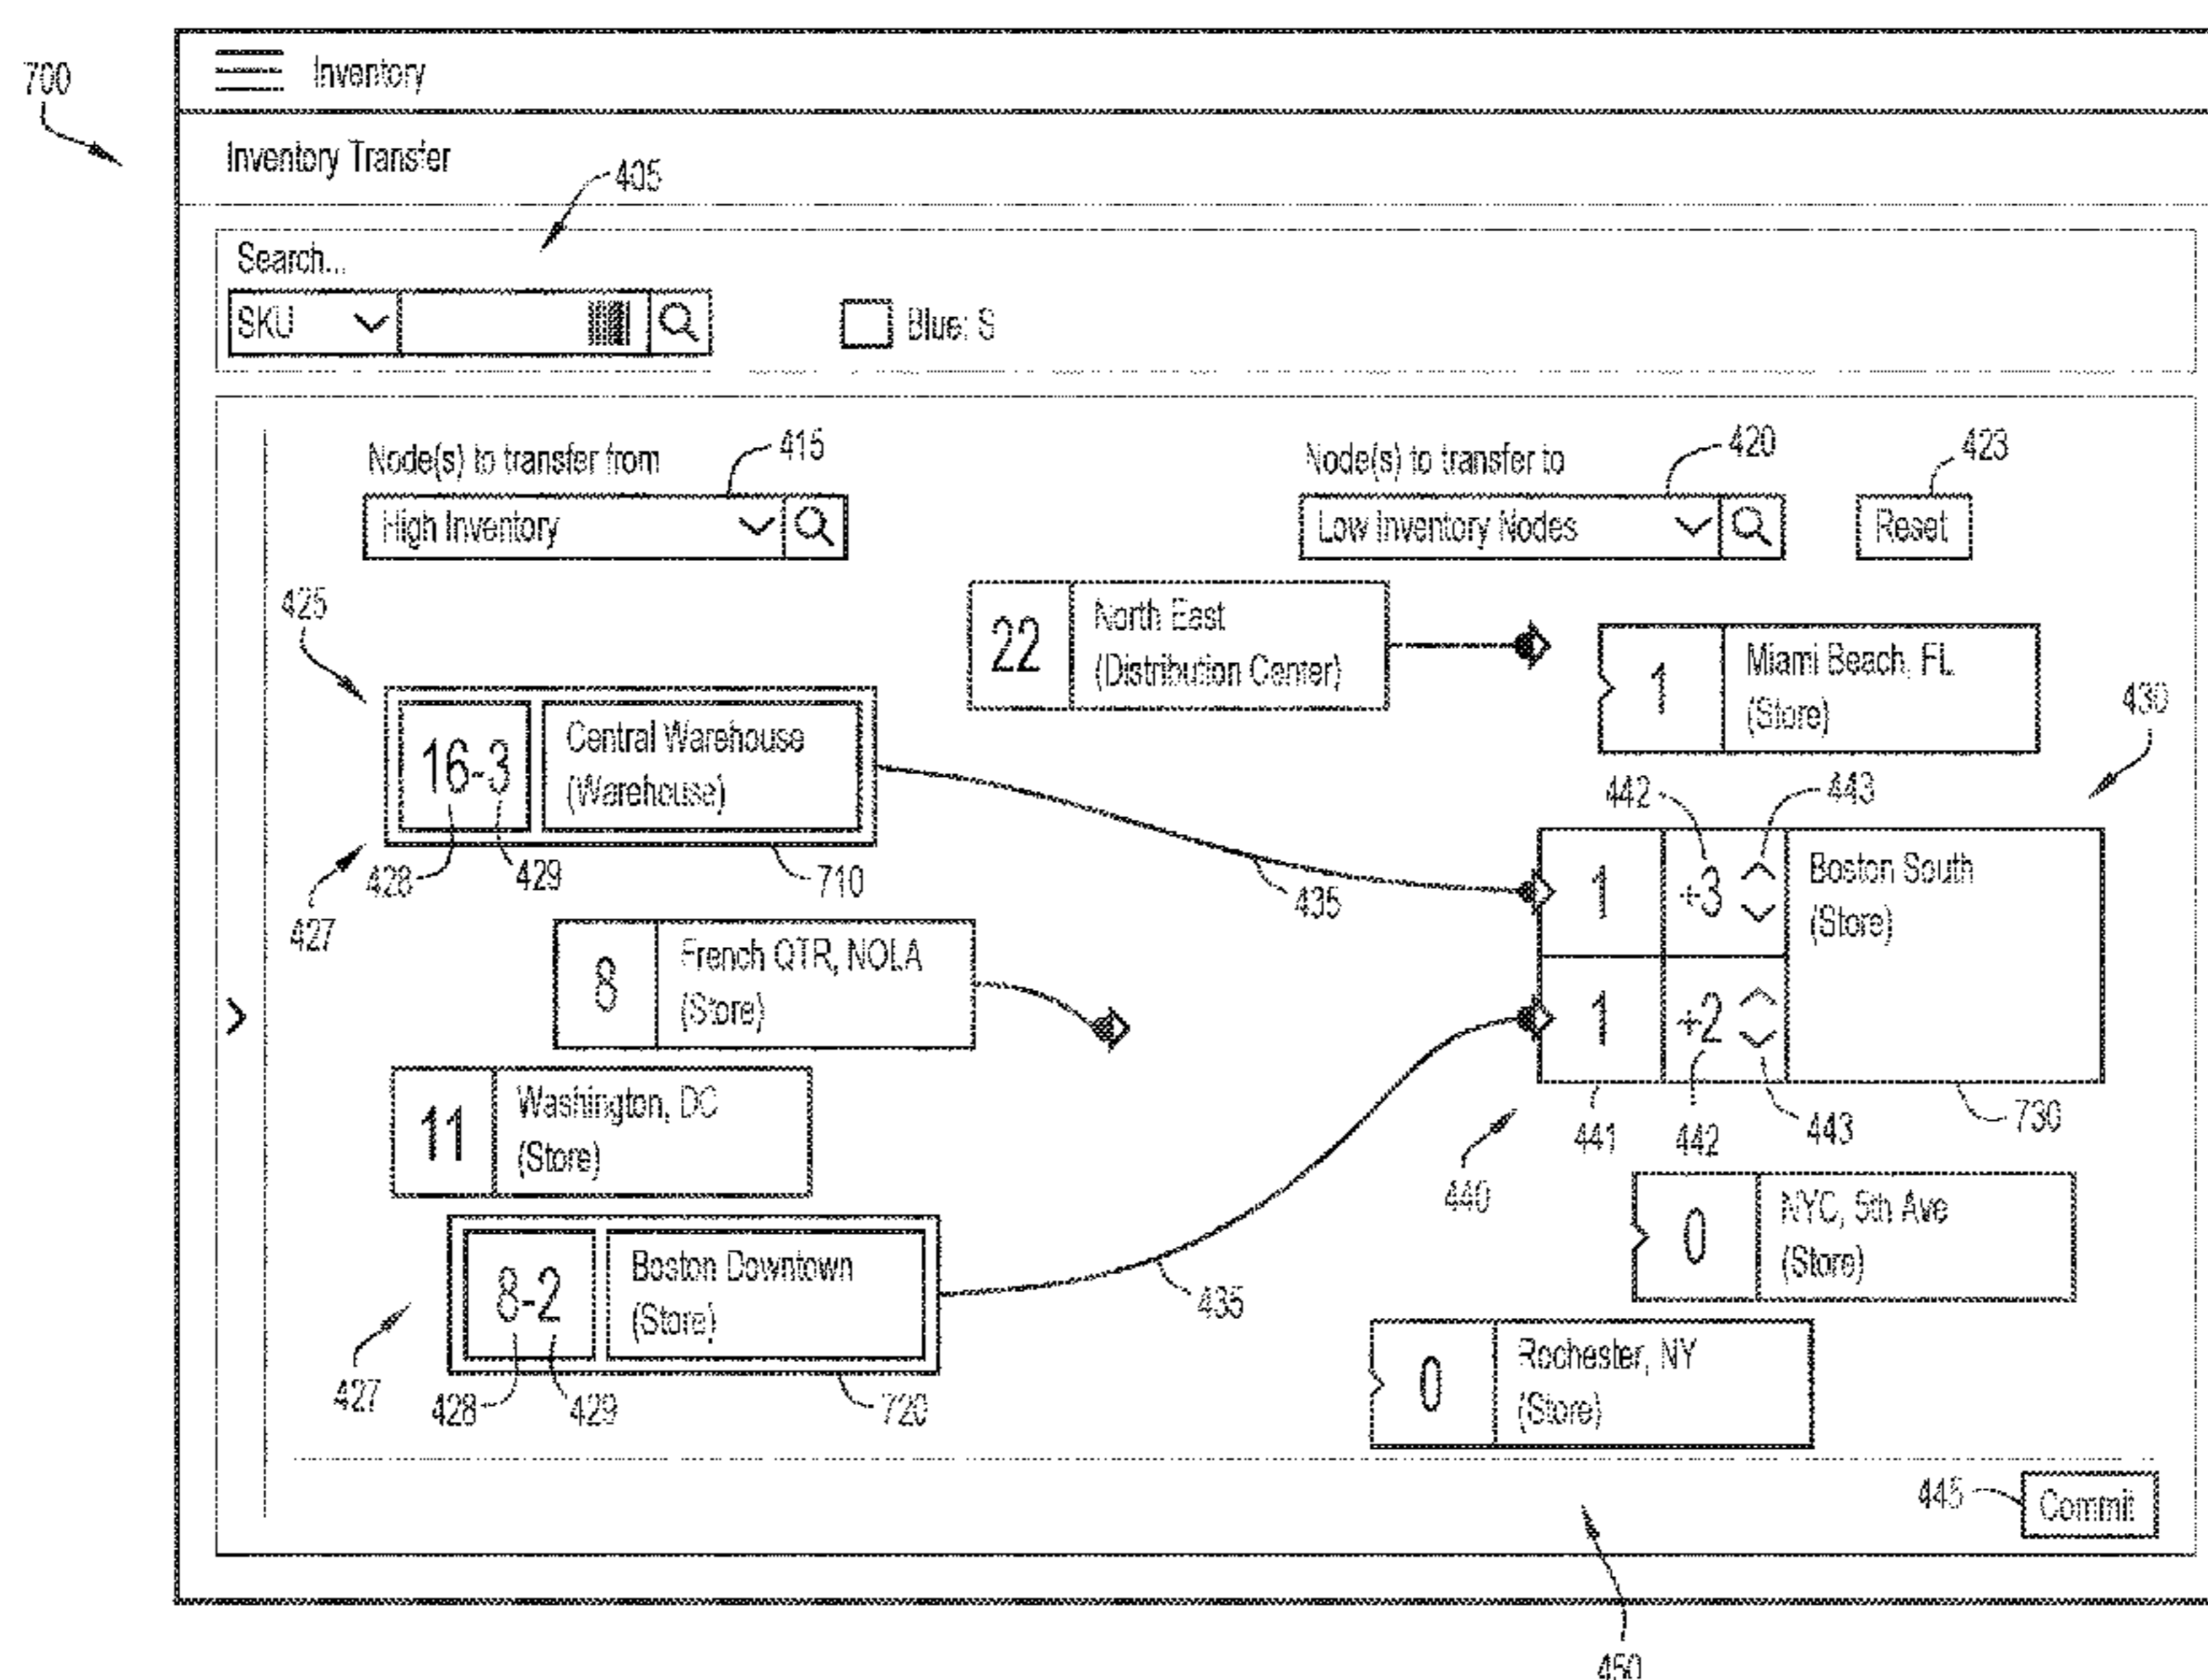 700
Inventory
Inventory Transfer
405
Search...
SKU
Blue; S
Node(s) to transfer from
415
High Inventory
Node(s) to transfer to
420
423
Low Inventory Nodes
Reset
425
22
North East
(Distribution Center)
1
Miami Beach, FL
(Store)
430
16-3
Central Warehouse
(Warehouse)
442
443
428
429
710
427
435
1
+3
Boston South
(Store)
8
French QTR, NOLA
(Store)
1
+2
11
Washington, DC
(Store)
441
442
443
730
440
0
NYC, 5th Ave
(Store)
8-2
Boston Downtown
(Store)
435
427
428
429
720
0
Rochester, NY
(Store)
445
Commit
450